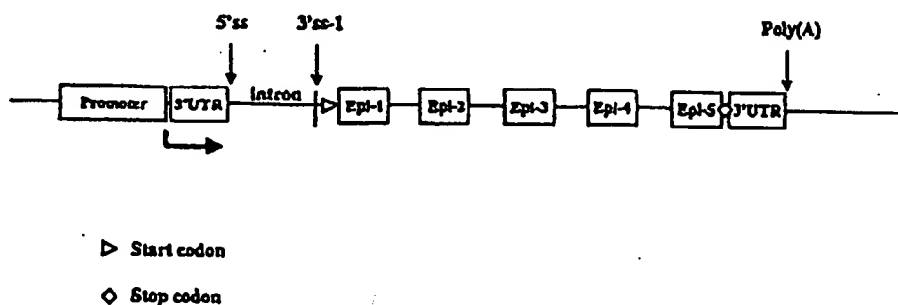 5'ss 3'ss-1 Poly(A)
Promoter 3'UTR intron Epi-1 Epi-2 Epi-3 Epi-4 Epi-5 3'UTR
Start codon
Stop codon